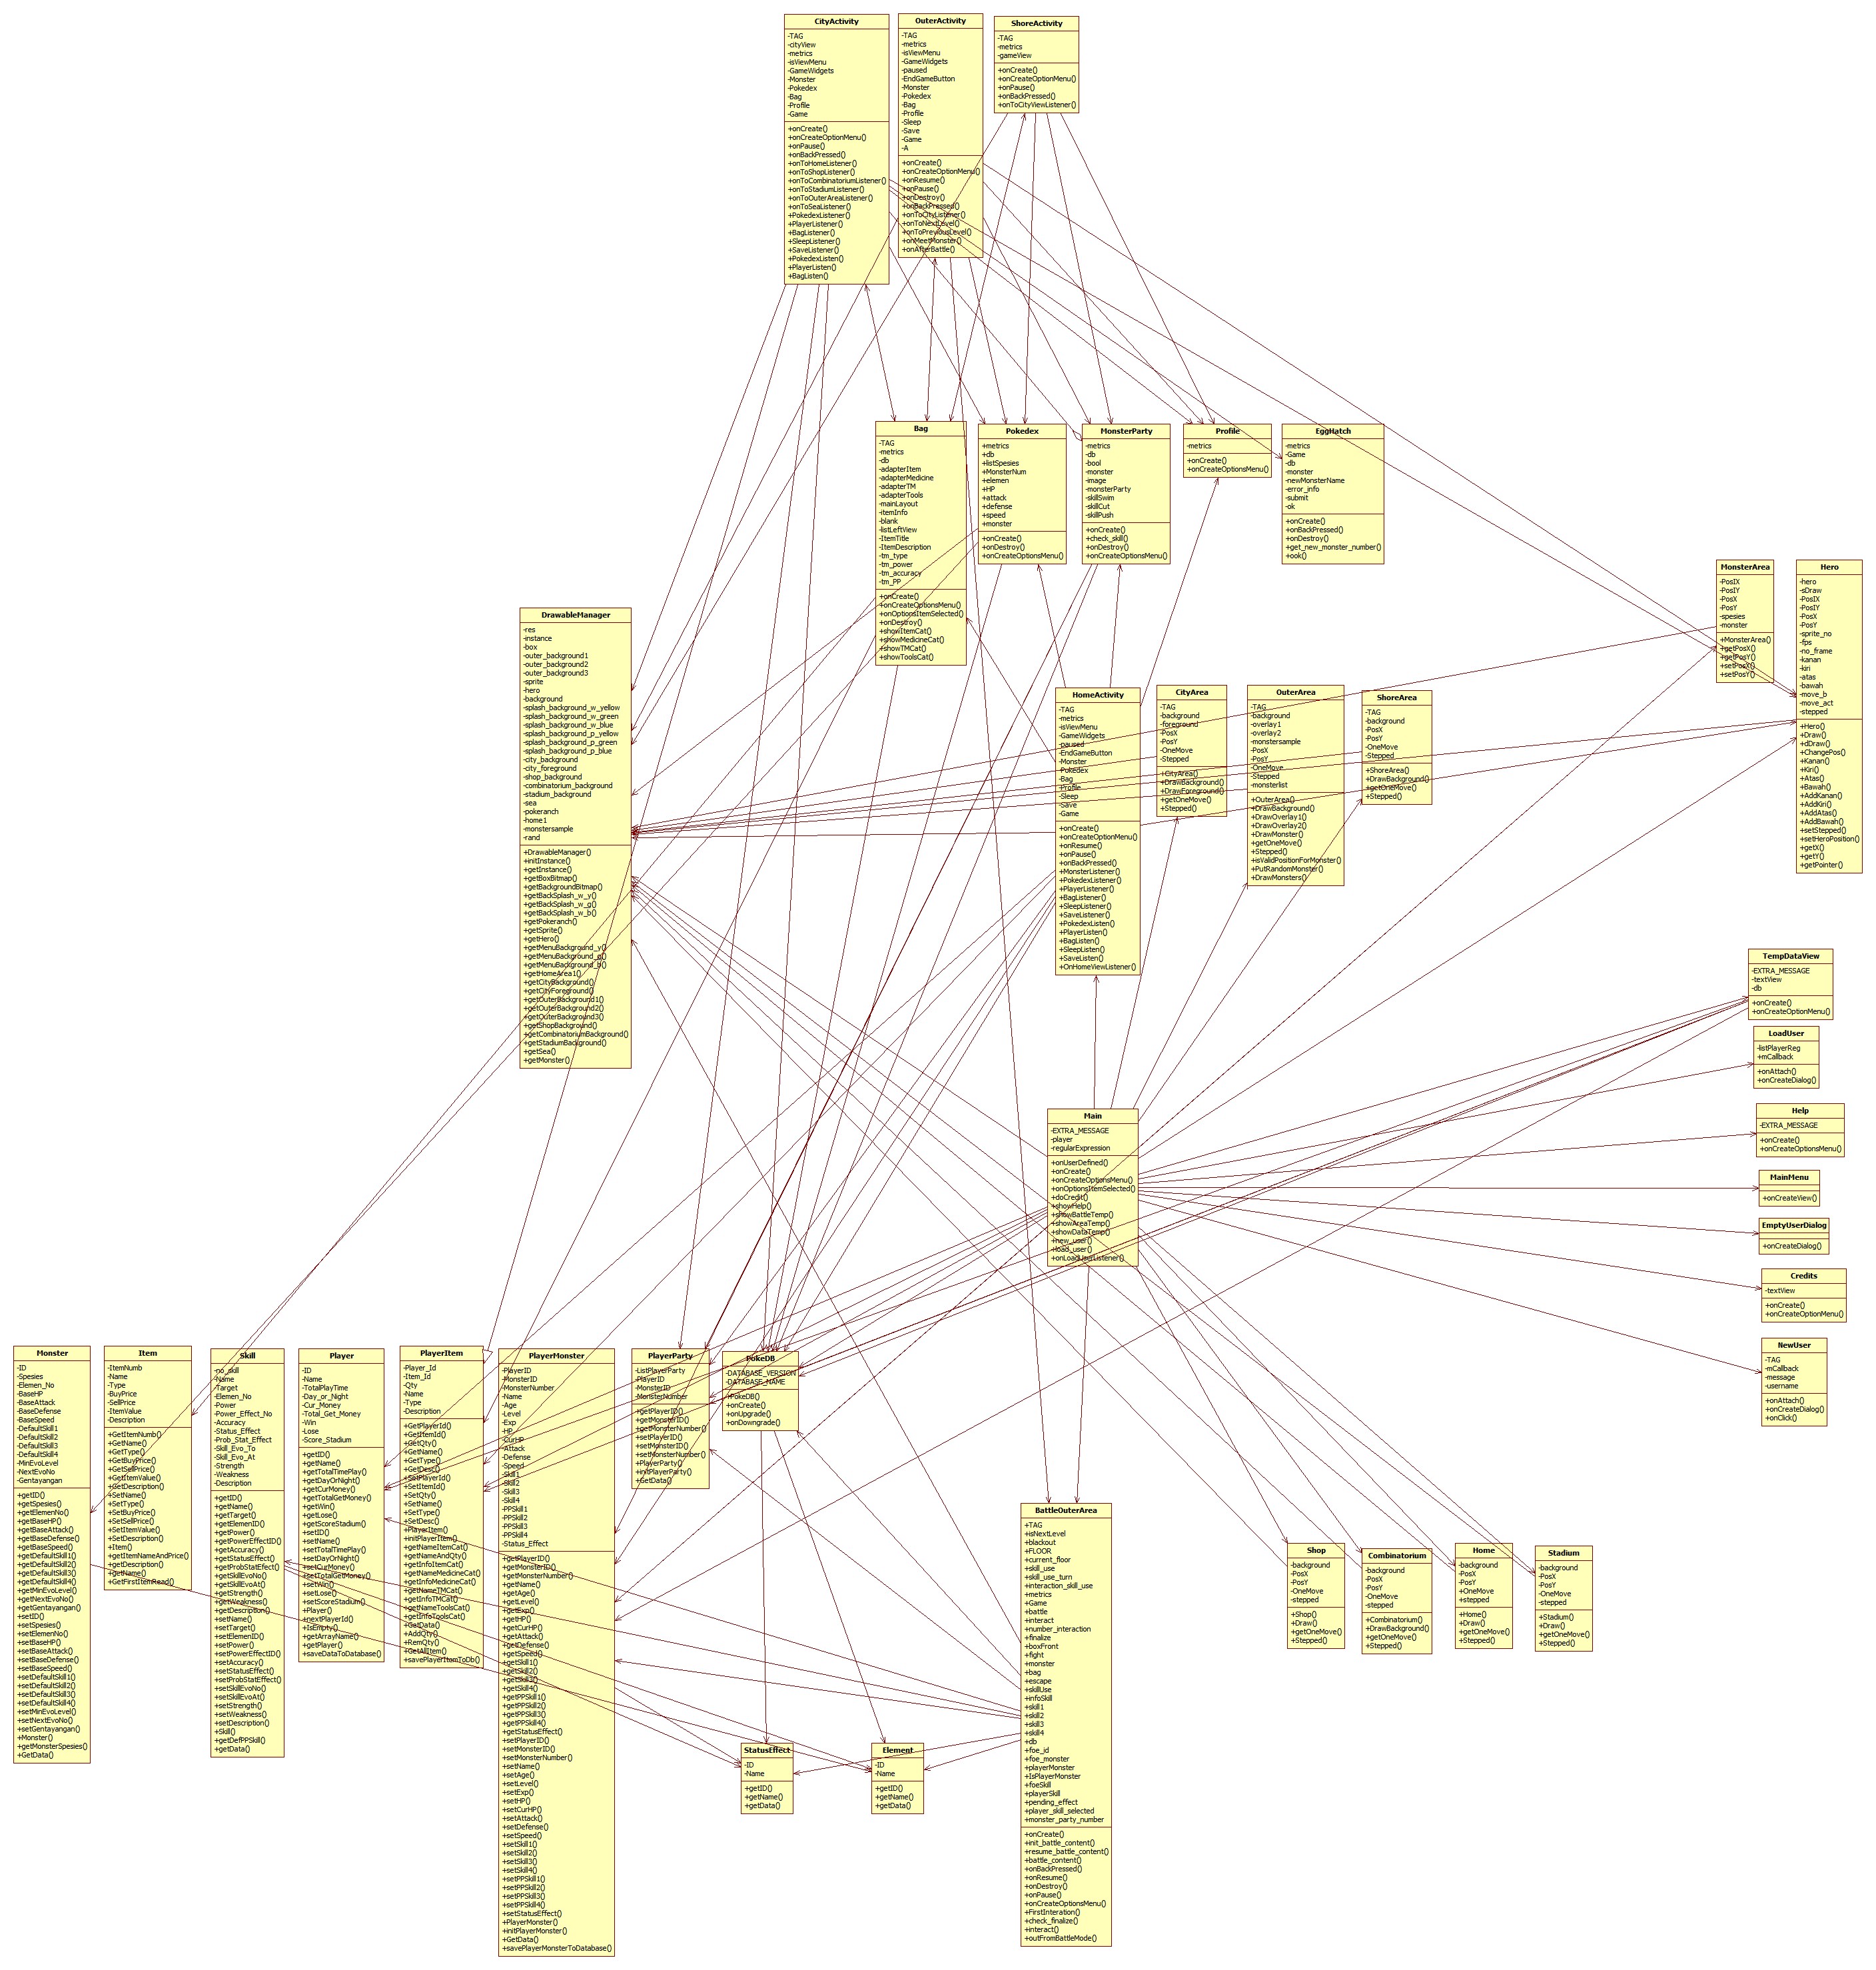 CityActivity
-TAG
-cityView
-metrics
-isViewMenu
-GameWidgets
-Monster
-Pokedex
-Bag
-Profile
-Game
+onCreate()
+onCreateOptionMenu()
+onPause()
+onBackPressed()
+onToHomeListener()
+onToShopListener()
+onToCombinatoriumListener()
+onToStadiumListener()
+onToOuterAreaListener()
+onToSeaListener()
+PokedexListener()
+PlayerListener()
+BagListener()
+SleepListener()
+SaveListener()
+PokedexListen()
+PlayerListen()
+BagListen()
OuterActivity
-TAG
-metrics
-isViewMenu
-GameWidgets
-paused
-EndGameButton
-Monster
-Pokedex
-Bag
-Profile
-Sleep
-Save
-Game
-A
+onCreate()
+onCreateOptionMenu()
+onResume()
+onPause()
+onDestroy()
+onBackPressed()
+onToCityListener()
+onToNextLevel()
+onToPreviousLevel()
+onMeetMonster()
+onAfterBattle()
ShoreActivity
-TAG
-metrics
-gameView
+onCreate()
+onCreateOptionMenu()
+onPause()
+onBackPressed()
+onToCityViewListener()
Bag
-TAG
-metrics
-db
-adapterItem
-adapterMedicine
-adapterTM
-adapterTools
-mainLayout
-itemInfo
-blank
-listLeftView
-ItemTitle
-ItemDescription
-tm_type
-tm_power
-tm_accuracy
-tm_PP
+onCreate()
+onCreateOptionsMenu()
+onOptionsItemSelected()
+onDestroy()
+showItemCat()
+showMedicineCat()
+showTMCat()
+showToolsCat()
Pokedex
+metrics
+db
+listSpesies
+MonsterNum
+elemen
+HP
+attack
+defense
+speed
+monster
+onCreate()
+onDestroy()
+onCreateOptionsMenu()
MonsterParty
-metrics
-db
-bool
-monster
-image
-monsterParty
-skillSwim
-skillCut
-skillPush
+onCreate()
+check_skill()
+onDestroy()
+onCreateOptionsMenu()
Profile
-metrics
+onCreate()
+onCreateOptionsMenu()
EggHatch
-metrics
-Game
-db
-monster
-newMonsterName
-error_info
-submit
-ok
+onCreate()
+onBackPressed()
+onDestroy()
+get_new_monster_number()
+ook()
MonsterArea
-PosIX
-PosIY
-PosX
-PosY
-spesies
-monster
+MonsterArea()
+getPosX()
+getPosY()
+setPosX()
+setPosY()
Hero
-hero
-sDraw
-PosIX
-PosIY
-PosX
-PosY
-sprite_no
-fps
-no_frame
-kanan
-kiri
-atas
-bawah
-move_b
-move_act
-stepped
+Hero()
+Draw()
+dDraw()
+ChangePos()
+Kanan()
+Kiri()
+Atas()
+Bawah()
+AddKanan()
+AddKiri()
+AddAtas()
+AddBawah()
+setStepped()
+setHeroPosition()
+getX()
+getY()
+getPointer()
DrawableManager
-res
-instance
-box
-outer_background1
-outer_background2
-outer_background3
-sprite
-hero
-background
-splash_background_w_yellow
-splash_background_w_green
-splash_background_w_blue
-splash_background_p_yellow
-splash_background_p_green
-splash_background_p_blue
-city_background
-city_foreground
-shop_background
-combinatorium_background
-stadium_background
-sea
-pokeranch
-home1
-monstersample
-rand
+DrawableManager()
+initInstance()
+getInstance()
+getBoxBitmap()
+getBackgroundBitmap()
+getBackSplash_w_y()
+getBackSplash_w_g()
+getBackSplash_w_b()
+getPokeranch()
+getSprite()
+getHero()
+getMenuBackground_y()
+getMenuBackground_g()
+getMenuBackground_b()
+getHomeArea1()
+getCityBackground()
+getCityForeground()
+getOuterBackground1()
+getOuterBackground2()
+getOuterBackground3()
+getShopBackground()
+getCombinatoriumBackground()
+getStadiumBackground()
+getSea()
+getMonster()
HomeActivity
-TAG
-metrics
-isViewMenu
-GameWidgets
-paused
-EndGameButton
-Monster
-Pokedex
-Bag
-Profile
-Sleep
-Save
-Game
+onCreate()
+onCreateOptionMenu()
+onResume()
+onPause()
+onBackPressed()
+MonsterListener()
+PokedexListener()
+PlayerListener()
+BagListener()
+SleepListener()
+SaveListener()
+PokedexListen()
+PlayerListen()
+BagListen()
+SleepListen()
+SaveListen()
+OnHomeViewListener()
CityArea
-TAG
-background
-foreground
-PosX
-PosY
-OneMove
-Stepped
+CityArea()
+DrawBackground()
+DrawForeground()
+getOneMove()
+Stepped()
OuterArea
-TAG
-background
-overlay1
-overlay2
-monstersample
-PosX
-PosY
-OneMove
-Stepped
-monsterlist
+OuterArea()
+DrawBackground()
+DrawOverlay1()
+DrawOverlay2()
+DrawMonster()
+getOneMove()
+Stepped()
+isValidPositionForMonster()
+PutRandomMonster()
+DrawMonsters()
ShoreArea
-TAG
-background
-PosX
-PosY
-OneMove
-Stepped
+ShoreArea()
+DrawBackground()
+getOneMove()
+Stepped()
TempDataView
-EXTRA_MESSAGE
-textView
-db
+onCreate()
+onCreateOptionMenu()
LoadUser
-listPlayerReg
+mCallback
+onAttach()
+onCreateDialog()
Help
-EXTRA_MESSAGE
+onCreate()
+onCreateOptionsMenu()
MainMenu
+onCreateView()
EmptyUserDialog
+onCreateDialog()
Credits
-textView
+onCreate()
+onCreateOptionMenu()
NewUser
-TAG
-mCallback
-message
-username
+onAttach()
+onCreateDialog()
+onClick()
Main
-EXTRA_MESSAGE
-player
-regularExpression
+onUserDefined()
+onCreate()
+onCreateOptionsMenu()
+onOptionsItemSelected()
+doCredit()
+showHelp()
+showBattleTemp()
+showAreaTemp()
+showDataTemp()
+new_user()
+load_user()
+onLoadUserListener()
Monster
-ID
-Spesies
-Elemen_No
-BaseHP
-BaseAttack
-BaseDefense
-BaseSpeed
-DefaultSkill1
-DefaultSkill2
-DefaultSkill3
-DefaultSkill4
-MinEvoLevel
-NextEvoNo
-Gentayangan
+getID()
+getSpesies()
+getElemenNo()
+getBaseHP()
+getBaseAttack()
+getBaseDefense()
+getBaseSpeed()
+getDefaultSkill1()
+getDefaultSkill2()
+getDefaultSkill3()
+getDefaultSkill4()
+getMinEvoLevel()
+getNextEvoNo()
+getGentayangan()
+setID()
+setSpesies()
+setElemenNo()
+setBaseHP()
+setBaseAttack()
+setBaseDefense()
+setBaseSpeed()
+setDefaultSkill1()
+setDefaultSkill2()
+setDefaultSkill3()
+setDefaultSkill4()
+setMinEvoLevel()
+setNextEvoNo()
+setGentayangan()
+Monster()
+getMonsterSpesies()
+GetData()
Item
-ItemNumb
-Name
-Type
-BuyPrice
-SellPrice
-ItemValue
-Description
+GetItemNumb()
+GetName()
+GetType()
+GetBuyPrice()
+GetSellPrice()
+GetItemValue()
+GetDescription()
+SetName()
+SetType()
+SetBuyPrice()
+SetSellPrice()
+SetItemValue()
+SetDescription()
+Item()
+getItemNameAndPrice()
+getDescription()
+getName()
+GetFirstItemRead()
Skill
-no_skill
-Name
-Target
-Elemen_No
-Power
-Power_Effect_No
-Accuracy
-Status_Effect
-Prob_Stat_Effect
-Skill_Evo_To
-Skill_Evo_At
-Strength
-Weakness
-Description
+getID()
+getName()
+getTarget()
+getElemenID()
+getPower()
+getPowerEffectID()
+getAccuracy()
+getStatusEffect()
+getProbStatEffect()
+getSkillEvoNo()
+getSkillEvoAt()
+getStrength()
+getWeakness()
+getDescription()
+setName()
+setTarget()
+setElemenID()
+setPower()
+setPowerEffectID()
+setAccuracy()
+setStatusEffect()
+setProbStatEffect()
+setSkillEvoNo()
+setSkillEvoAt()
+setStrength()
+setWeakness()
+setDescription()
+Skill()
+getDefPPSkill()
+getData()
Player
-ID
-Name
-TotalPlayTime
-Day_or_Night
-Cur_Money
-Total_Get_Money
-Win
-Lose
-Score_Stadium
+getID()
+getName()
+getTotalTimePlay()
+getDayOrNight()
+getCurMoney()
+getTotalGetMoney()
+getWin()
+getLose()
+getScoreStadium()
+setID()
+setName()
+setTotalTimePlay()
+setDayOrNight()
+setCurMoney()
+setTotalGetMoney()
+setWin()
+setLose()
+setScoreStadium()
+Player()
+nextPlayerId()
+IsEmpty()
+getArrayName()
+getPlayer()
+saveDataToDatabase()
PlayerItem
-Player_Id
-Item_Id
-Qty
-Name
-Type
-Description
+GetPlayerId()
+GetItemId()
+GetQty()
+GetName()
+GetType()
+GetDesc()
+SetPlayerId()
+SetItemId()
+SetQty()
+SetName()
+SetType()
+SetDesc()
+PlayerItem()
+initPlayerItem()
+getNameItemCat()
+getNameAndQty()
+getInfoItemCat()
+getNameMedicineCat()
+getInfoMedicineCat()
+getNameTMCat()
+getInfoTMCat()
+getNameToolsCat()
+getInfoToolsCat()
+GetData()
+AddQty()
+RemQty()
+GetAllItem()
+savePlayerItemToDb()
PlayerMonster
-PlayerID
-MonsterID
-MonsterNumber
-Name
-Age
-Level
-Exp
-HP
-CurHP
-Attack
-Defense
-Speed
-Skill1
-Skill2
-Skill3
-Skill4
-PPSkill1
-PPSkill2
-PPSkill3
-PPSkill4
-Status_Effect
+getPlayerID()
+getMonsterID()
+getMonsterNumber()
+getName()
+getAge()
+getLevel()
+getExp()
+getHP()
+getCurHP()
+getAttack()
+getDefense()
+getSpeed()
+getSkill1()
+getSkill2()
+getSkill3()
+getSkill4()
+getPPSkill1()
+getPPSkill2()
+getPPSkill3()
+getPPSkill4()
+getStatusEffect()
+setPlayerID()
+setMonsterID()
+setMonsterNumber()
+setName()
+setAge()
+setLevel()
+setExp()
+setHP()
+setCurHP()
+setAttack()
+setDefense()
+setSpeed()
+setSkill1()
+setSkill2()
+setSkill3()
+setSkill4()
+setPPSkill1()
+setPPSkill2()
+setPPSkill3()
+setPPSkill4()
+setStatusEffect()
+PlayerMonster()
+initPlayerMonster()
+GetData()
+savePlayerMonsterToDatabase()
PlayerParty
-ListPlayerParty
-PlayerID
-MonsterID
-MonsterNumber
+getPlayerID()
+getMonsterID()
+getMonsterNumber()
+setPlayerID()
+setMonsterID()
+setMonsterNumber()
+PlayerParty()
+initPlayerParty()
+GetData()
PokeDB
-DATABASE_VERSION
-DATABASE_NAME
+PokeDB()
+onCreate()
+onUpgrade()
+onDowngrade()
StatusEffect
-ID
-Name
+getID()
+getName()
+getData()
Element
-ID
-Name
+getID()
+getName()
+getData()
BattleOuterArea
+TAG
+isNextLevel
+blackout
+FLOOR
+current_floor
+skill_use
+skill_use_turn
+interaction_skill_use
+metrics
+Game
+battle
+interact
+number_interaction
+finalize
+boxFront
+fight
+monster
+bag
+escape
+skillUse
+infoSkill
+skill1
+skill2
+skill3
+skill4
+db
+foe_id
+foe_monster
+playerMonster
+IsPlayerMonster
+foeSkill
+playerSkill
+pending_effect
+player_skill_selected
+monster_party_number
+onCreate()
+init_battle_content()
+resume_battle_content()
+battle_content()
+onBackPressed()
+onResume()
+onDestroy()
+onPause()
+onCreateOptionsMenu()
+FirstInteration()
+check_finalize()
+interact()
+outFromBattleMode()
Shop
-background
-PosX
-PosY
-OneMove
-stepped
+Shop()
+Draw()
+getOneMove()
+Stepped()
Combinatorium
-background
-PosX
-PosY
-OneMove
-stepped
+Combinatorium()
+DrawBackground()
+getOneMove()
+Stepped()
Home
-background
-PosX
-PosY
-OneMove
+stepped
+Home()
+Draw()
+getOneMove()
+Stepped()
Stadium
-background
-PosX
-PosY
-OneMove
-stepped
+Stadium()
+Draw()
+getOneMove()
+Stepped()